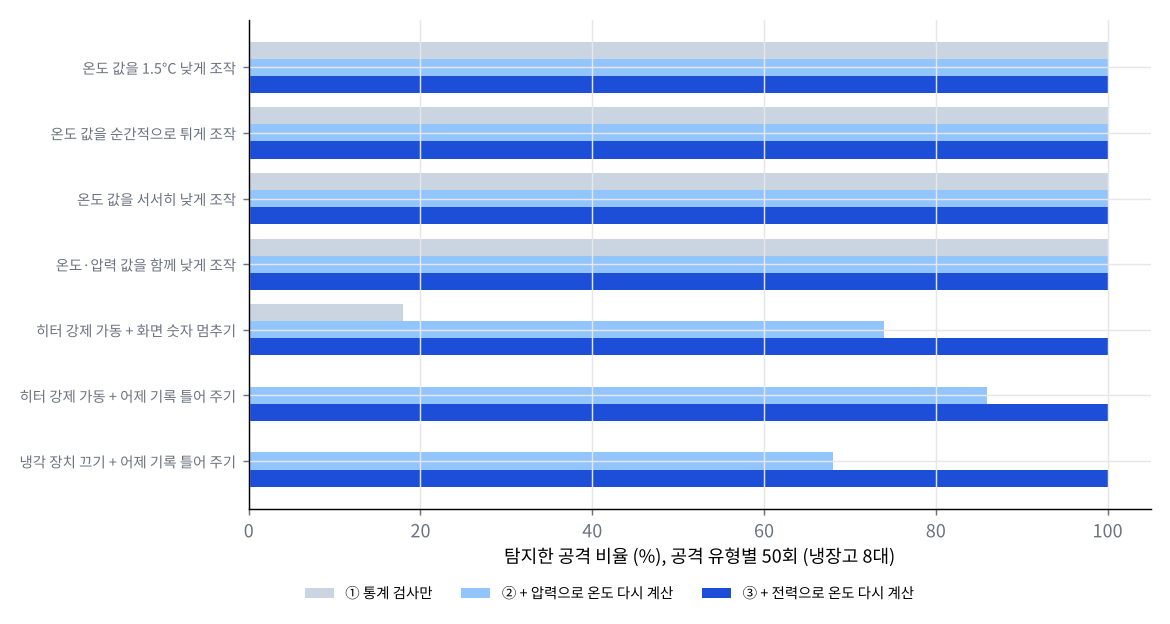 온도 값을 1.5°C 낮게 조작
온도 값을 순간적으로 튀게 조작
온도 값을 서서히 낮게 조작
온도·압력 값을 함께 낮게 조작
히터 강제 가동 + 화면 숫자 멈추기
히터 강제 가동 + 어제 기록 틀어 주기
냉각 장치 끄기 + 어제 기록 틀어 주기
0 20 40 60 80 100
탐지한 공격 비율 (%), 공격 유형별 50회 (냉장고 8대)
① 통계 검사만 ② + 압력으로 온도 다시 계산 ③ + 전력으로 온도 다시 계산